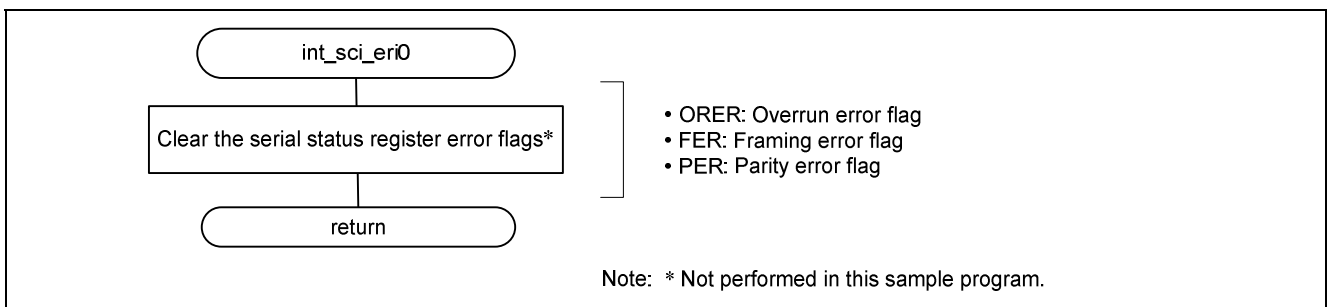 int_sci_eri0
Clear the serial status register error flags*
return
• ORER: Overrun error flag
• FER: Framing error flag
• PER: Parity error flag
Note: * Not performed in this sample program.